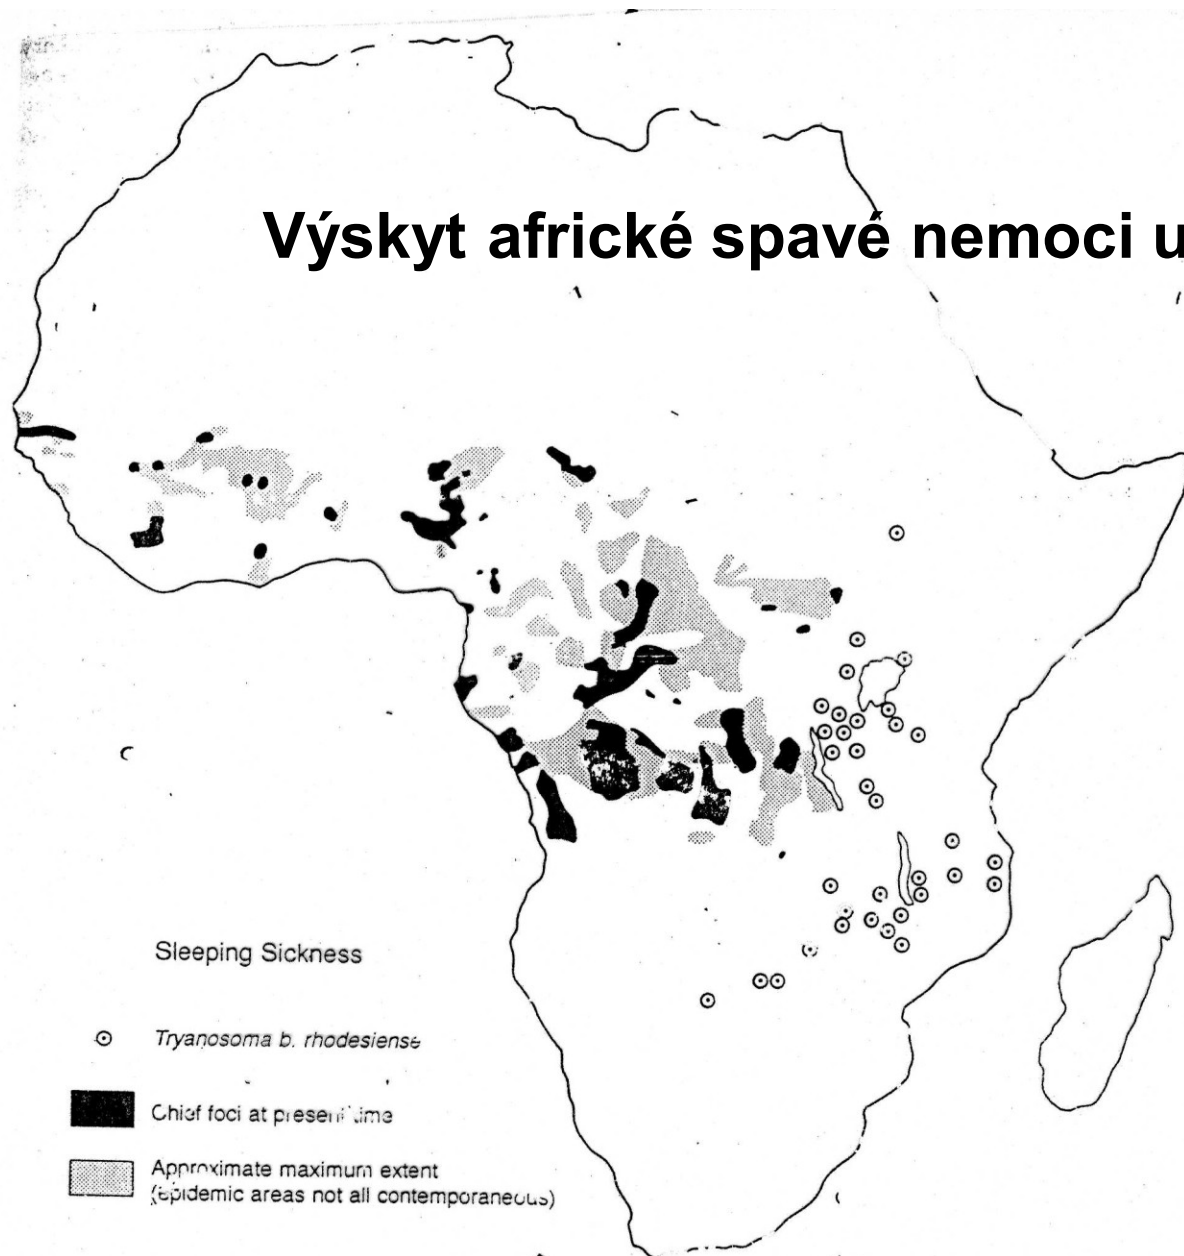 Výskyt africké spavé nemoci u
Sleeping Sickness
Tryanosoma b. rhodesiense
Chief foci at present time
Approximate maximum extent
(epidemic areas not all contemporaneous)